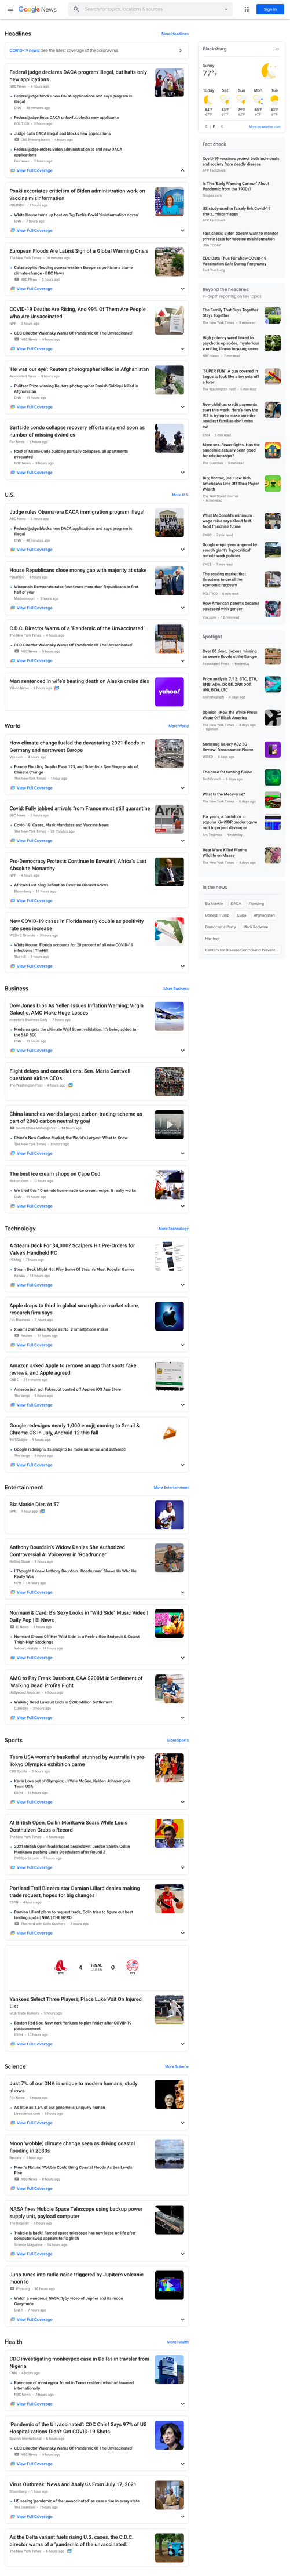 Google News
Search for topics, locations & sources
Sign in
Headlines
More Headlines
COVID-19 news: See the latest coverage of the coronavirus
Federal judge declares DACA program illegal, but halts only
new applications
NBC News · 4 hours ago
Federal judge blocks new DACA applications and says program is
illegal
CNN · 48 minutes ago
Federal judge finds DACA unlawful, blocks new applicants
POLITICO · 3 hours ago
Judge calls DACA illegal and blocks new applications
CBS Evening News · 4 hours ago
Federal judge orders Biden administration to end new DACA
applications
Fox News · 2 hours ago
View Full Coverage
Psaki excoriates criticism of Biden administration work on
vaccine misinformation
POLITICO · 7 hours ago
White House turns up heat on Big Tech's Covid 'disinformation dozen'
CNN · 7 hours ago
View Full Coverage
European Floods Are Latest Sign of a Global Warming Crisis
The New York Times · 50 minutes ago
Catastrophic flooding across western Europe as politicians blame
climate change - BBC News
BBC News · 5 hours ago
View Full Coverage
COVID-19 Deaths Are Rising, And 99% Of Them Are People
Who Are Unvaccinated
NPR · 3 hours ago
CDC Director Walensky Warns Of 'Pandemic Of The Unvaccinated'
NBC News · 9 hours ago
View Full Coverage
'He was our eye': Reuters photographer killed in Afghanistan
Associated Press · 4 hours ago
Pulitzer Prize-winning Reuters photographer Danish Siddiqui killed in
Afghanistan
CNN · 11 hours ago
View Full Coverage
Surfside condo collapse recovery efforts may end soon as
number of missing dwindles
Fox News · 5 hours ago
Roof of Miami-Dade building partially collapses, all apartments
evacuated
NBC News · 9 hours ago
View Full Coverage
U.S.
More U.S.
Judge rules Obama-era DACA immigration program illegal
ABC News · 3 hours ago
Federal judge blocks new DACA applications and says program is
illegal
CNN · 48 minutes ago
View Full Coverage
House Republicans close money gap with majority at stake
POLITICO · 6 hours ago
Wisconsin Democrats raise four times more than Republicans in first
half of year
Madison.com · 9 hours ago
View Full Coverage
C.D.C. Director Warns of a 'Pandemic of the Unvaccinated'
The New York Times · 4 hours ago
CDC Director Walensky Warns Of 'Pandemic Of The Unvaccinated'
NBC News · 9 hours ago
View Full Coverage
Man sentenced in wife's beating death on Alaska cruise dies
Yahoo News · 6 hours ago
yahoo!
World
More World
How climate change fueled the devastating 2021 floods in
Germany and northwest Europe
Vox.com · 4 hours ago
Europe Flooding Deaths Pass 125, and Scientists See Fingerprints of
Climate Change
The New York Times · 1 hour ago
View Full Coverage
Covid: Fully jabbed arrivals from France must still quarantine
BBC News · 3 hours ago
Covid-19: Cases, Mask Mandates and Vaccine News
The New York Times · 26 minutes ago
View Full Coverage
Pro-Democracy Protests Continue In Eswatini, Africa's Last
Absolute Monarchy
NPR · 9 hours ago
Africa's Last King Defiant as Eswatini Dissent Grows
Bloomberg · 11 hours ago
View Full Coverage
New COVID-19 cases in Florida nearly double as positivity
rate sees increase
WESH 2 Orlando · 3 hours ago
White House: Florida accounts for 20 percent of all new COVID-19
infections | TheHill
The Hill · 9 hours ago
View Full Coverage
Business
More Business
Dow Jones Dips As Yellen Issues Inflation Warning; Virgin
Galactic, AMC Make Huge Losses
Investor's Business Daily · 7 hours ago
Moderna gets the ultimate Wall Street validation: It's being added to
the S&P 500
CNN · 11 hours ago
View Full Coverage
Flight delays and cancellations: Sen. Maria Cantwell
questions airline CEOs
The Washington Post · 4 hours ago
China launches world's largest carbon-trading scheme as
part of 2060 carbon neutrality goal
South China Morning Post · 14 hours ago
China's New Carbon Market, the World's Largest: What to Know
The New York Times · 8 hours ago
View Full Coverage
The best ice cream shops on Cape Cod
Boston.com · 13 hours ago
We tried this 10-minute homemade ice cream recipe. It really works
CNN · 17 hours ago
View Full Coverage
Technology
More Technology
A Steam Deck For $4,000? Scalpers Hit Pre-Orders for
Valve's Handheld PC
PCMag · 7 hours ago
Steam Deck Might Not Play Some Of Steam's Most Popular Games
Kotaku · 11 hours ago
View Full Coverage
Apple drops to third in global smartphone market share,
research firm says
Fox Business · 7 hours ago
Xiaomi overtakes Apple as No. 2 smartphone maker
Reuters · 14 hours ago
View Full Coverage
Amazon asked Apple to remove an app that spots fake
reviews, and Apple agreed
CNBC · 51 minutes ago
Amazon just got Fakespot booted off Apple's iOS App Store
The Verge · 3 hours ago
View Full Coverage
Google redesigns nearly 1,000 emoji; coming to Gmail &
Chrome OS in July, Android 12 this fall
9to5Google · 9 hours ago
Google redesigns its emoji to be more universal and authentic
The Verge · 9 hours ago
View Full Coverage
Entertainment
More Entertainment
Biz Markie Dies At 57
NPR · 1 hour ago
Anthony Bourdain's Widow Denies She Authorized
Controversial AI Voiceover in 'Roadrunner'
Rolling Stone · 9 hours ago
I Thought I Knew Anthony Bourdain. 'Roadrunner' Shows Us Who He
Really Was
NPR · 14 hours ago
View Full Coverage
Normani & Cardi B's Sexy Looks in "Wild Side" Music Video |
Daily Pop | E! News
E! News · 8 hours ago
Normani Shows Off Her 'Wild Side' in a Peek-a-Boo Bodysuit & Cutout
Thigh-High Stockings
Yahoo Lifestyle · 14 hours ago
View Full Coverage
AMC to Pay Frank Darabont, CAA $200M in Settlement of
'Walking Dead' Profits Fight
Hollywood Reporter · 6 hours ago
Walking Dead Lawsuit Ends in $200 Million Settlement
Gizmodo · 3 hours ago
View Full Coverage
Sports
More Sports
Team USA women's basketball stunned by Australia in pre-
Tokyo Olympics exhibition game
CBS Sports · 5 hours ago
Kevin Love out of Olympics, JaVale McGee, Keldon Johnson join
Team USA
ESPN · 11 hours ago
View Full Coverage
At British Open, Collin Morikawa Soars While Louis
Oosthuizen Grabs a Record
The New York Times · 4 hours ago
2021 British Open leaderboard breakdown: Jordan Spieth, Collin
Morikawa pushing Louis Oosthuizen after Round 2
CBSSports.com · 7 hours ago
View Full Coverage
Portland Trail Blazers star Damian Lillard denies making
trade request, hopes for big changes
ESPN · 4 hours ago
Damian Lillard plans to request trade, Colin tries to figure out best
landing spots | NBA | THE HERD
The Herd with Colin Cowherd · 7 hours ago
View Full Coverage
BOS
4
FINAL
Jul 16
0
NYY
Yankees Select Three Players, Place Luke Voit On Injured
List
MLB Trade Rumors · 5 hours ago
Boston Red Sox, New York Yankees to play Friday after COVID-19
postponement
ESPN · 10 hours ago
View Full Coverage
Science
More Science
Just 7% of our DNA is unique to modern humans, study
shows
Fox News · 5 hours ago
As little as 1.5% of our genome is 'uniquely human'
Livescience.com · 9 hours ago
View Full Coverage
Moon 'wobble,' climate change seen as driving coastal
flooding in 2030s
Reuters · 1 hour ago
Moon's Natural Wobble Could Bring Coastal Floods As Sea Levels
Rise
NBC News · 8 hours ago
View Full Coverage
NASA fixes Hubble Space Telescope using backup power
supply unit, payload computer
The Register · 3 hours ago
'Hubble is back!' Famed space telescope has new lease on life after
computer swap appears to fix glitch
Science Magazine · 14 hours ago
View Full Coverage
Juno tunes into radio noise triggered by Jupiter's volcanic
moon Io
Phys.org · 16 hours ago
Watch a wondrous NASA flyby video of Jupiter and its moon
Ganymede
CNET · 7 hours ago
View Full Coverage
Health
More Health
CDC investigating monkeypox case in Dallas in traveler from
Nigeria
CNN · 4 hours ago
Rare case of monkeypox found in Texas resident who had traveled
internationally
NBC News · 7 hours ago
View Full Coverage
'Pandemic of the Unvaccinated': CDC Chief Says 97% of US
Hospitalizations Didn't Get COVID-19 Shots
Sputnik International · 6 hours ago
CDC Director Walensky Warns Of 'Pandemic Of The Unvaccinated'
NBC News · 9 hours ago
View Full Coverage
Virus Outbreak: News and Analysis From July 17, 2021
Bloomberg · 1 hour ago
US seeing 'pandemic of the unvaccinated' as cases rise in every state
The Guardian · 7 hours ago
View Full Coverage
As the Delta variant fuels rising U.S. cases, the C.D.C.
director warns of a 'pandemic of the unvaccinated.'
The New York Times · 6 hours ago
Blacksburg
Sunny
77°F
Today Sat Sun Mon Tue
More on weather.com
Fact check
COVID-19 vaccines protect both individuals
and society from deadly disease
AFP Factcheck
Is This 'Early Warning Cartoon' About
Pandemic from the 1930s?
Snopes.com
US study used to falsely link Covid-19
shots, miscarriages
AFP Factcheck
Fact check: Biden doesn't want to monitor
private texts for vaccine misinformation
USA TODAY
CDC Data Thus Far Show COVID-19
Vaccination Safe During Pregnancy
FactCheck.org
Beyond the headlines
In-depth reporting on key topics
The Family That Buys Together
Stays Together
The New York Times · 9 min read
High potency weed linked to
psychotic episodes, mysterious
vomiting illness in young users
NBC News · 7 min read
'SUPER FUN': A gun covered in
Legos to look like a toy sets off
a furor
The Washington Post · 5 min read
New child tax credit payments
start this week. Here's how the
IRS is trying to make sure the
neediest families don't miss
out
CNN · 8 min read
More sex. Fewer fights. Has the
pandemic actually been good
for relationships?
The Guardian · 9 min read
Buy, Borrow, Die: How Rich
Americans Live Off Their Paper
Wealth
The Wall Street Journal
· 6 min read
What McDonald's minimum
wage raise says about fast-
food franchise future
CNBC · 7 min read
Google employees angered by
search giant's 'hypocritical'
remote work policies
CNET · 7 min read
The soaring market that
threatens to derail the
economic recovery
POLITICO · 6 min read
How American parents became
obsessed with gender
Vox.com · 12 min read
Spotlight
Over 60 dead, dozens missing
as severe floods strike Europe
Associated Press · Yesterday
Price analysis 7/12: BTC, ETH,
BNB, ADA, DOGE, XRP, DOT,
UNI, BCH, LTC
Cointelegraph · 4 days ago
Opinion | How the White Press
Wrote Off Black America
The New York Times · 6 days ago
· Opinion
Samsung Galaxy A32 5G
Review: Renaissance Phone
WIRED · 6 days ago
The case for funding fusion
TechCrunch · 6 days ago
What Is the Metaverse?
The New York Times · 6 days ago
For years, a backdoor in
popular KiwiSDR product gave
root to project developer
Ars Technica · Yesterday
Heat Wave Killed Marine
Wildlife en Masse
The New York Times · 4 days ago
In the news
Biz Markie
DACA
Flooding
Donald Trump
Cuba
Afghanistan
Democratic Party
Mark Redwine
Hip hop
Centers for Disease Control and Preventi...